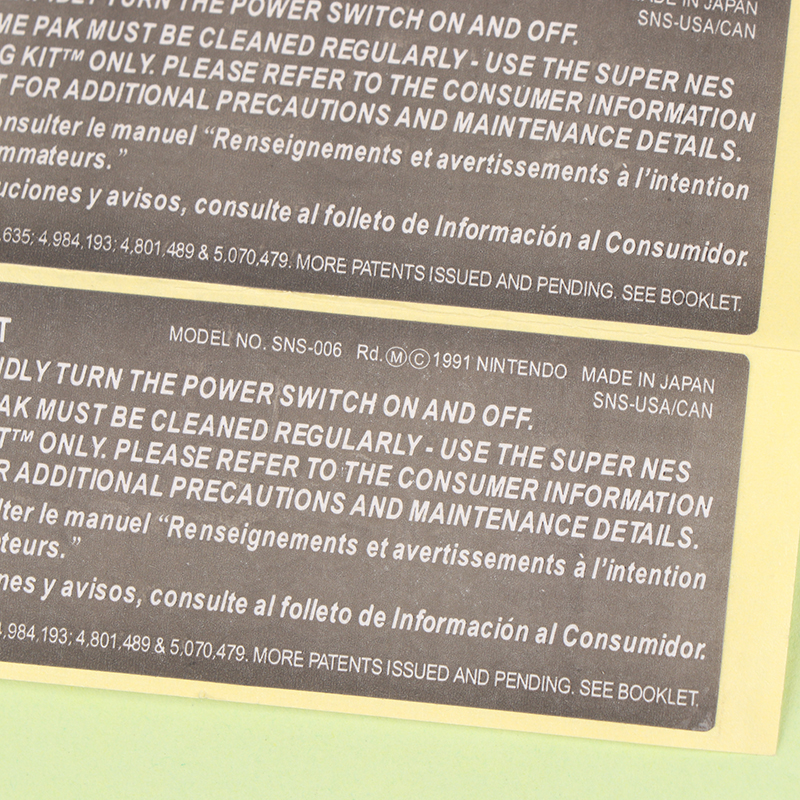 TURN THE POWER SWITCH ON AND OFF.
MADE IN JAPAN
SNS-USA/CAN
ME PAK MUST BE CLEANED REGULARLY - USE THE SUPER NES
G KIT™ ONLY. PLEASE REFER TO THE CONSUMER INFORMATION
T FOR ADDITIONAL PRECAUTIONS AND MAINTENANCE DETAILS.
onsulter le manuel “Renseignements et avertissements à l’intention
mmateurs.”
uciones y avisos, consulte al folleto de Información al Consumidor.
,635; 4,984,193; 4,801,489 & 5,070,479. MORE PATENTS ISSUED AND PENDING. SEE BOOKLET.
T
MODEL NO. SNS-006 Rd. Ⓜ © 1991 NINTENDO MADE IN JAPAN
SNS-USA/CAN
IDLY TURN THE POWER SWITCH ON AND OFF.
PAK MUST BE CLEANED REGULARLY - USE THE SUPER NES
T™ ONLY. PLEASE REFER TO THE CONSUMER INFORMATION
R ADDITIONAL PRECAUTIONS AND MAINTENANCE DETAILS.
lter le manuel “Renseignements et avertissements à l’intention
teurs.”
nes y avisos, consulte al folleto de Información al Consumidor.
,984,193; 4,801,489 & 5,070,479. MORE PATENTS ISSUED AND PENDING. SEE BOOKLET.